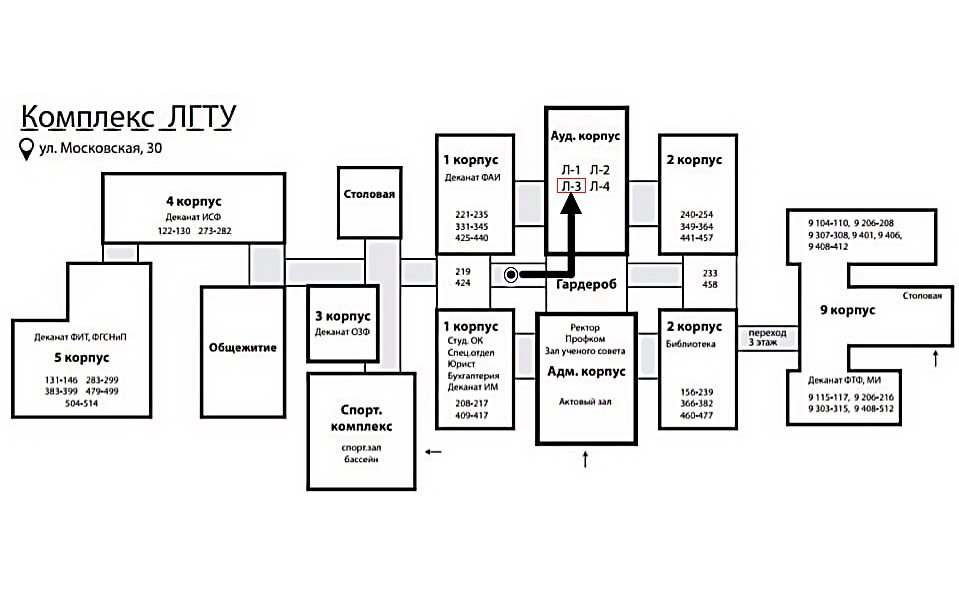 Комплекс ЛГТУ
ул. Московская, 30
4 корпус
Деканат ИСФ
122-130 273-282
Столовая
1 корпус
Деканат ФАИ
221-235
331-345
425-440
Ауд. корпус
Л-1 Л-2
Л-3 Л-4
2 корпус
240-254
349-364
441-457
9 104-110, 9 206-208
9 307-308, 9 401, 9 406,
9 408-412
219
424
Гардероб
233
458
Столовая
9 корпус
Деканат ФИТ, ФГСНиП
5 корпус
131-146 283-299
383-399 479-499
504-514
Общежитие
3 корпус
Деканат ОЗФ
1 корпус
Студ. ОК
Спец.отдел
Юрист
Бухгалтерия
Деканат ИМ
208-217
409-417
Ректор
Профком
Зал ученого совета
Адм. корпус
Актовый зал
2 корпус
Библиотека
156-239
366-382
460-477
переход
3 этаж
Деканат ФТФ, МИ
9 115-117, 9 206-216
9 303-315, 9 408-512
Спорт.
комплекс
спорт.зал
бассейн